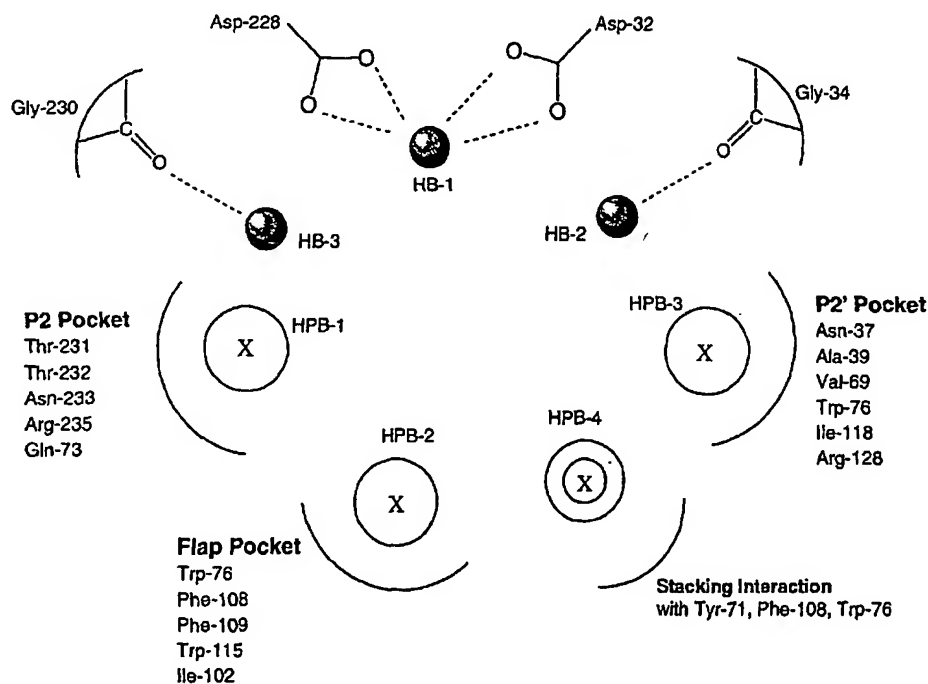 Asp-228
Asp-32
O
O
O
O
Gly-230
Gly-34
C
O
C
O
HB-1
HB-3
HB-2
P2 Pocket
Thr-231
Thr-232
Asn-233
Arg-235
Gln-73
HPB-1
X
HPB-3
X
P2' Pocket
Asn-37
Ala-39
Val-69
Trp-76
Ile-118
Arg-128
HPB-2
X
HPB-4
X
Flap Pocket
Trp-76
Phe-108
Phe-109
Trp-115
Ile-102
Stacking Interaction
with Tyr-71, Phe-108, Trp-76